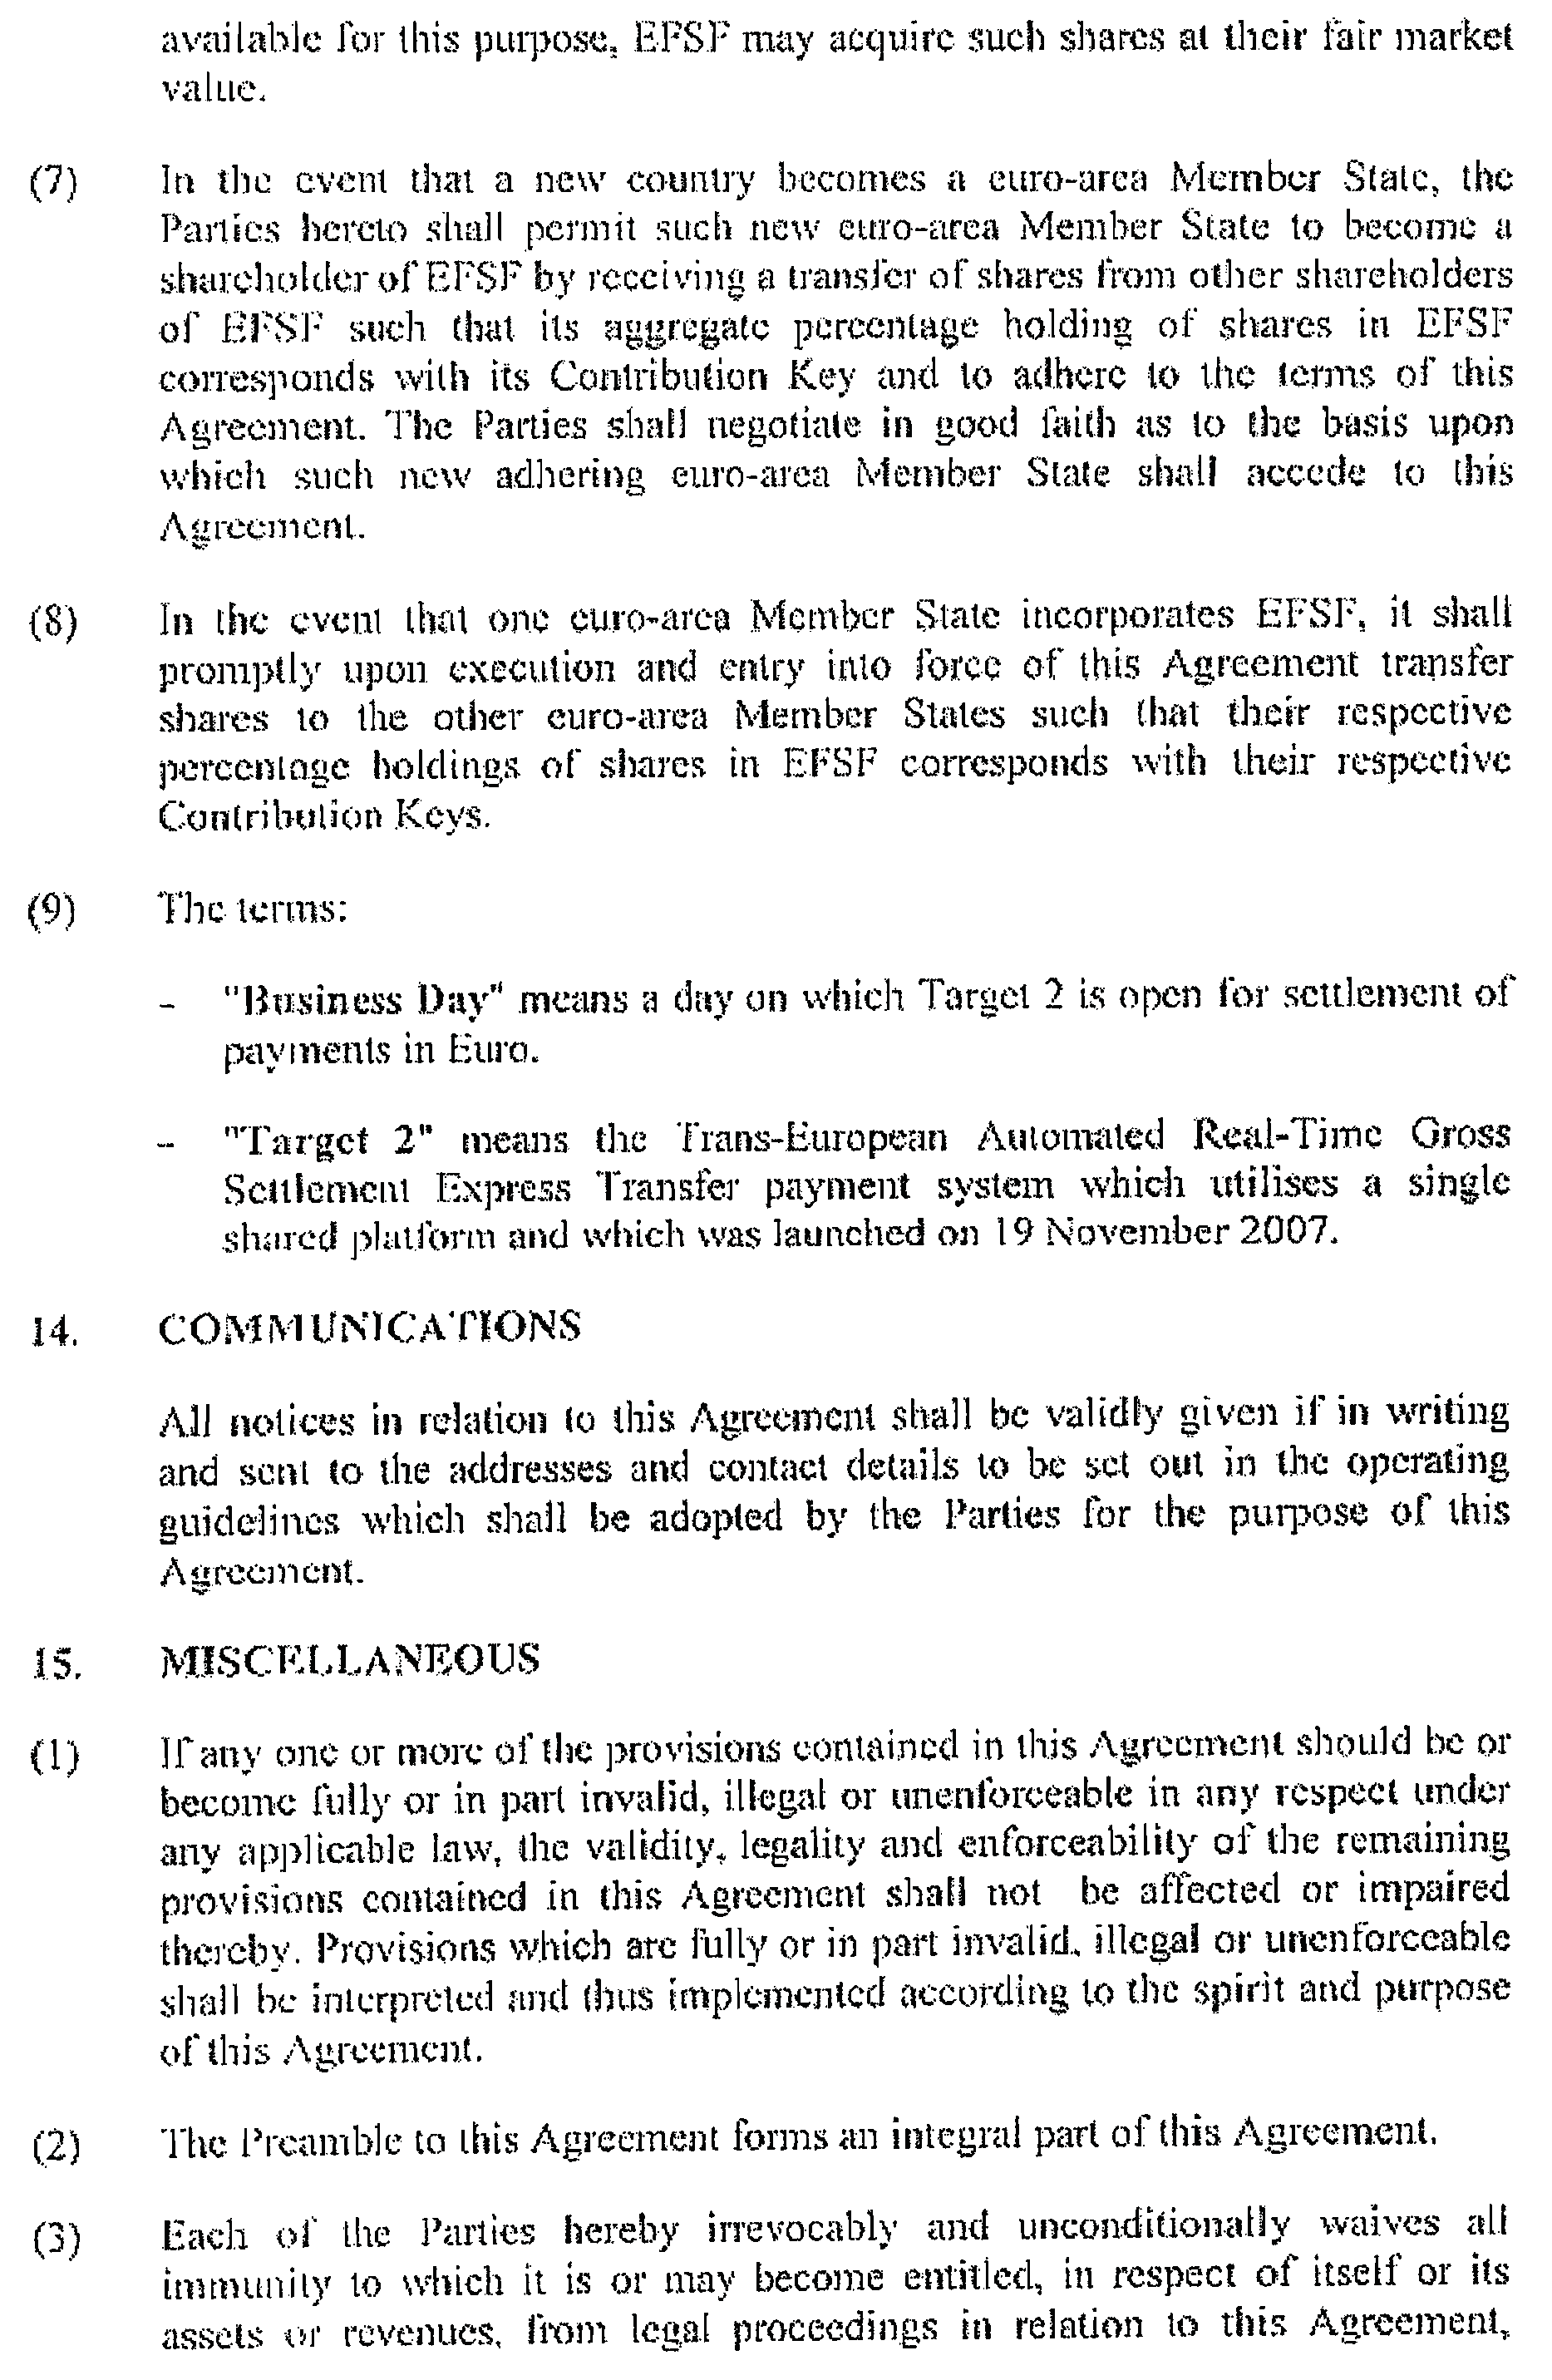 available for this purpose, EFSF may acquire such shares at their fair market
value.
(7) In the event that a new country becomes a euro-area Member State, the
Parties hereto shall permit such new euro-area Member State to become a
shareholder of EFSF by receiving a transfer of shares from other shareholders
of EFSF such that its aggregate percentage holding of shares in EFSF
corresponds with its Contribution Key and to adhere to the terms of this
Agreement. The Parties shall negotiate in good faith as to the basis upon
which such new adhering euro-area Member State shall accede to this
Agreement.
(8) In the event that one euro-area Member State incorporates EFSF, it shall
promptly upon execution and entry into force of this Agreement transfer
shares to the other euro-area Member States such that their respective
percentage holdings of shares in EFSF corresponds with their respective
Contribution Keys.
(9) The terms:
- "Business Day" means a day on which Target 2 is open for settlement of
payments in Euro.
- "Target 2" means the Trans-European Automated Real-Time Gross
Settlement Express Transfer payment system which utilises a single
shared platform and which was launched on 19 November 2007.
14. COMMUNICATIONS
All notices in relation to this Agreement shall be validly given if in writing
and sent to the addresses and contact details to be set out in the operating
guidelines which shall be adopted by the Parties for the purpose of this
Agreement.
15. MISCELLANEOUS
(1) If any one or more of the provisions contained in this Agreement should be or
become fully or in part invalid, illegal or unenforceable in any respect under
any applicable law, the validity, legality and enforceability of the remaining
provisions contained in this Agreement shall not be affected or impaired
thereby. Provisions which are fully or in part invalid, illegal or unenforceable
shall be interpreted and thus implemented according to the spirit and purpose
of this Agreement.
(2) The Preamble to this Agreement forms an integral part of this Agreement.
(3) Each of the Parties hereby irrevocably and unconditionally waives all
immunity to which it is or may become entitled, in respect of itself or its
assets or revenues, from legal proceedings in relation to this Agreement,